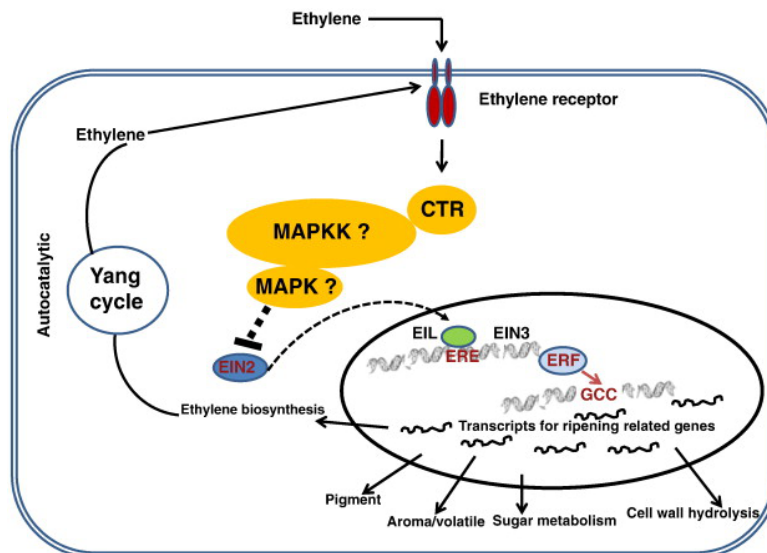 Ethylene
Ethylene receptor
Ethylene
CTR
MAPKK ?
MAPK ?
Autocatalytic
Yang
cycle
EIL
EIN3
ERE
ERF
EIN2
GCC
Ethylene biosynthesis
Transcripts for ripening related genes
Pigment
Aroma/volatile
Sugar metabolism
Cell wall hydrolysis